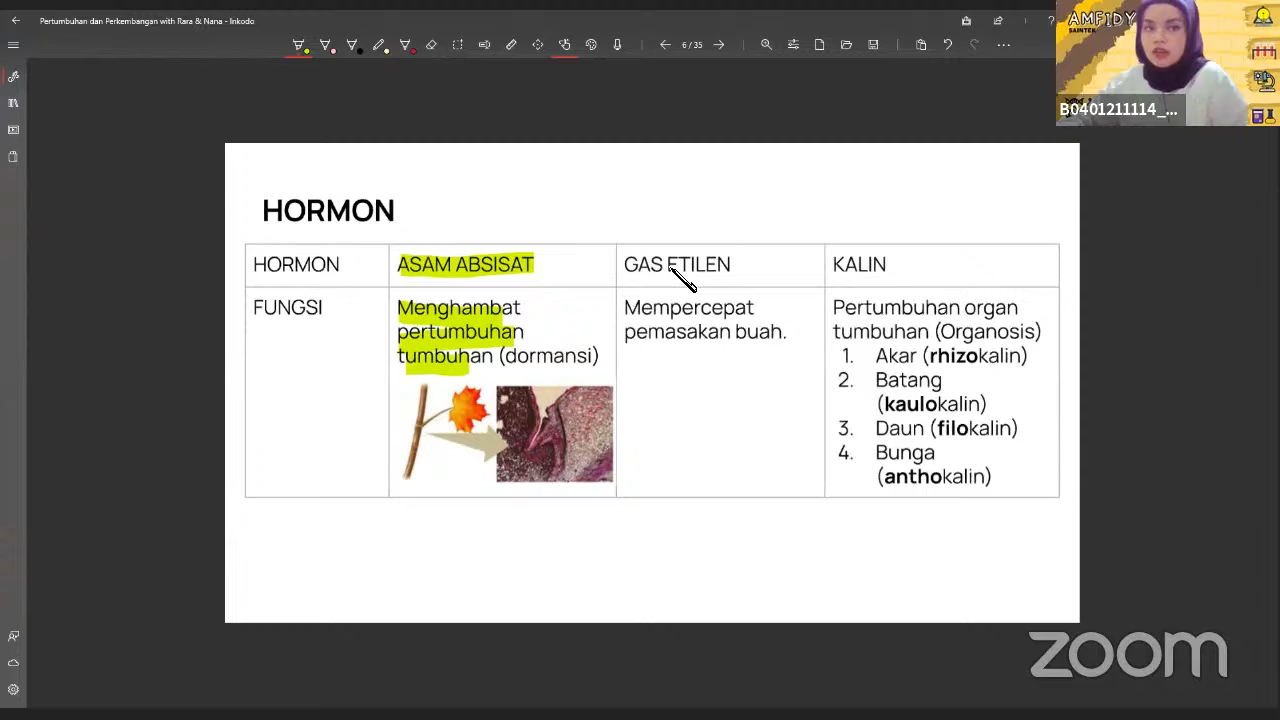 Pertumbuhan dan Perkembangan with Rara & Nana - Inkodo
6 / 35
AMFIDY
SAINTEK
B0401211114_...
HORMON
HORMON
ASAM ABSISAT
GAS ETILEN
KALIN
FUNGSI
Menghambat
pertumbuhan
tumbuhan (dormansi)
Mempercepat
pemasakan buah.
Pertumbuhan organ
tumbuhan (Organosis)
1. Akar (rhizokalin)
2. Batang
(kaulokalin)
3. Daun (filokalin)
4. Bunga
(anthokalin)
zoom